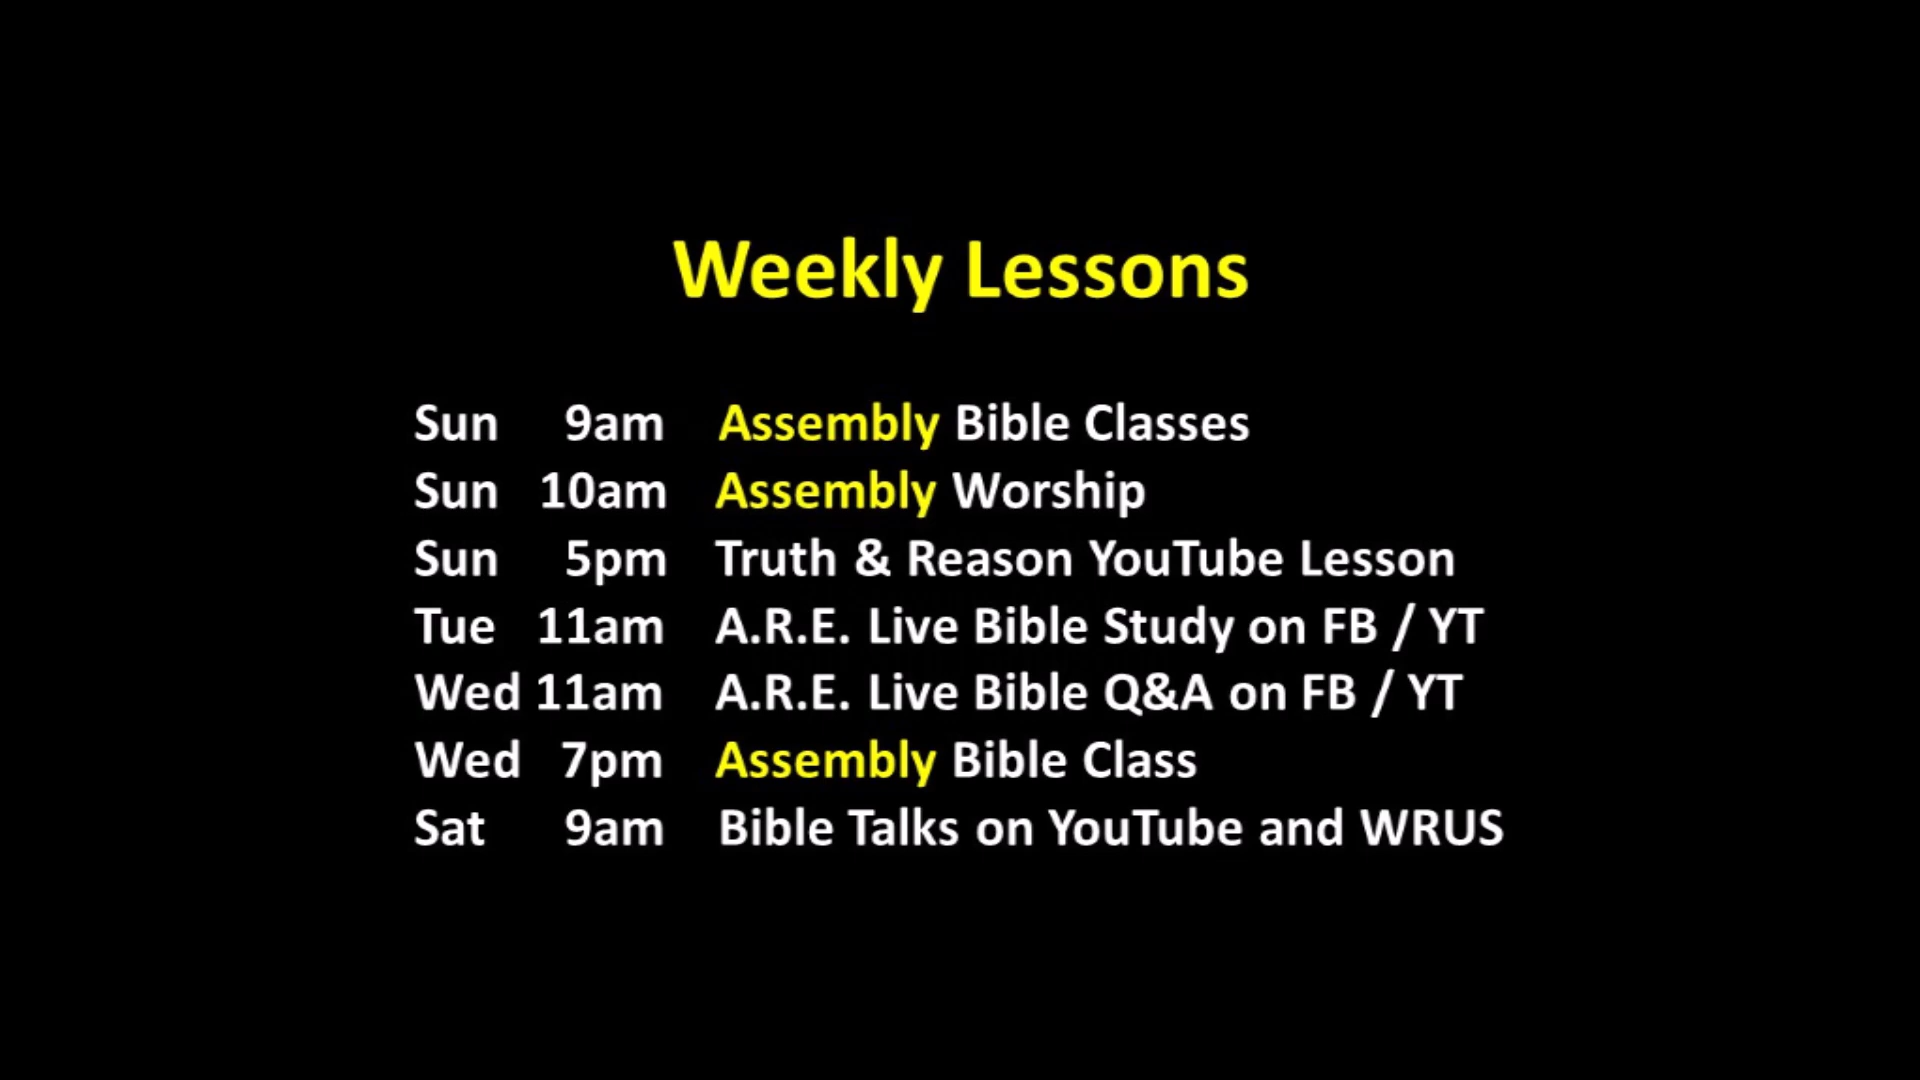 Weekly Lessons
Sun 9am Assembly Bible Classes
Sun 10am Assembly Worship
Sun 5pm Truth & Reason YouTube Lesson
Tue 11am A.R.E. Live Bible Study on FB / YT
Wed 11am A.R.E. Live Bible Q&A on FB / YT
Wed 7pm Assembly Bible Class
Sat 9am Bible Talks on YouTube and WRUS